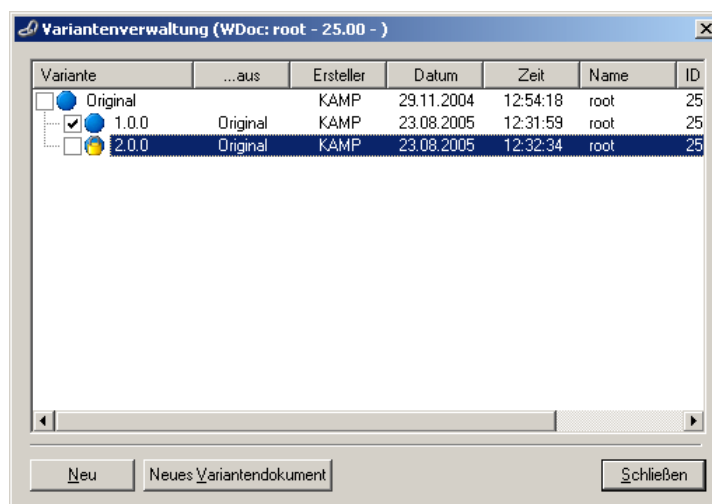 Variantenverwaltung (WDoc: root - 25.00 - )
Variante ...aus Ersteller Datum Zeit Name ID
Original KAMP 29.11.2004 12:54:18 root 25
1.0.0 Original KAMP 23.08.2005 12:31:59 root 25
2.0.0 Original KAMP 23.08.2005 12:32:34 root 25
Neu Neues Variantendokument Schließen